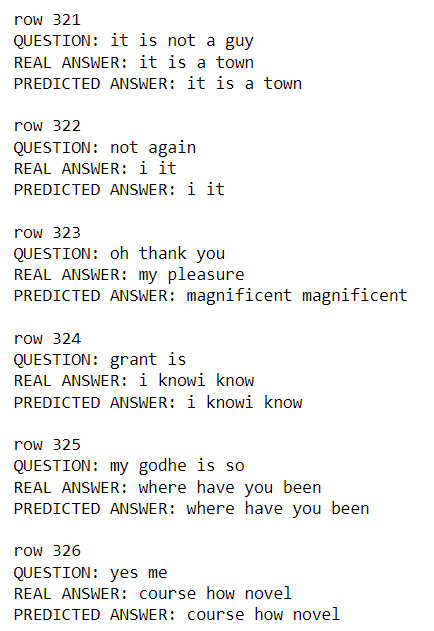 row 321
QUESTION: it is not a guy
REAL ANSWER: it is a town
PREDICTED ANSWER: it is a town
row 322
QUESTION: not again
REAL ANSWER: i it
PREDICTED ANSWER: i it
row 323
QUESTION: oh thank you
REAL ANSWER: my pleasure
PREDICTED ANSWER: magnificent magnificent
row 324
QUESTION: grant is
REAL ANSWER: i knowi know
PREDICTED ANSWER: i knowi know
row 325
QUESTION: my godhe is so
REAL ANSWER: where have you been
PREDICTED ANSWER: where have you been
row 326
QUESTION: yes me
REAL ANSWER: course how novel
PREDICTED ANSWER: course how novel